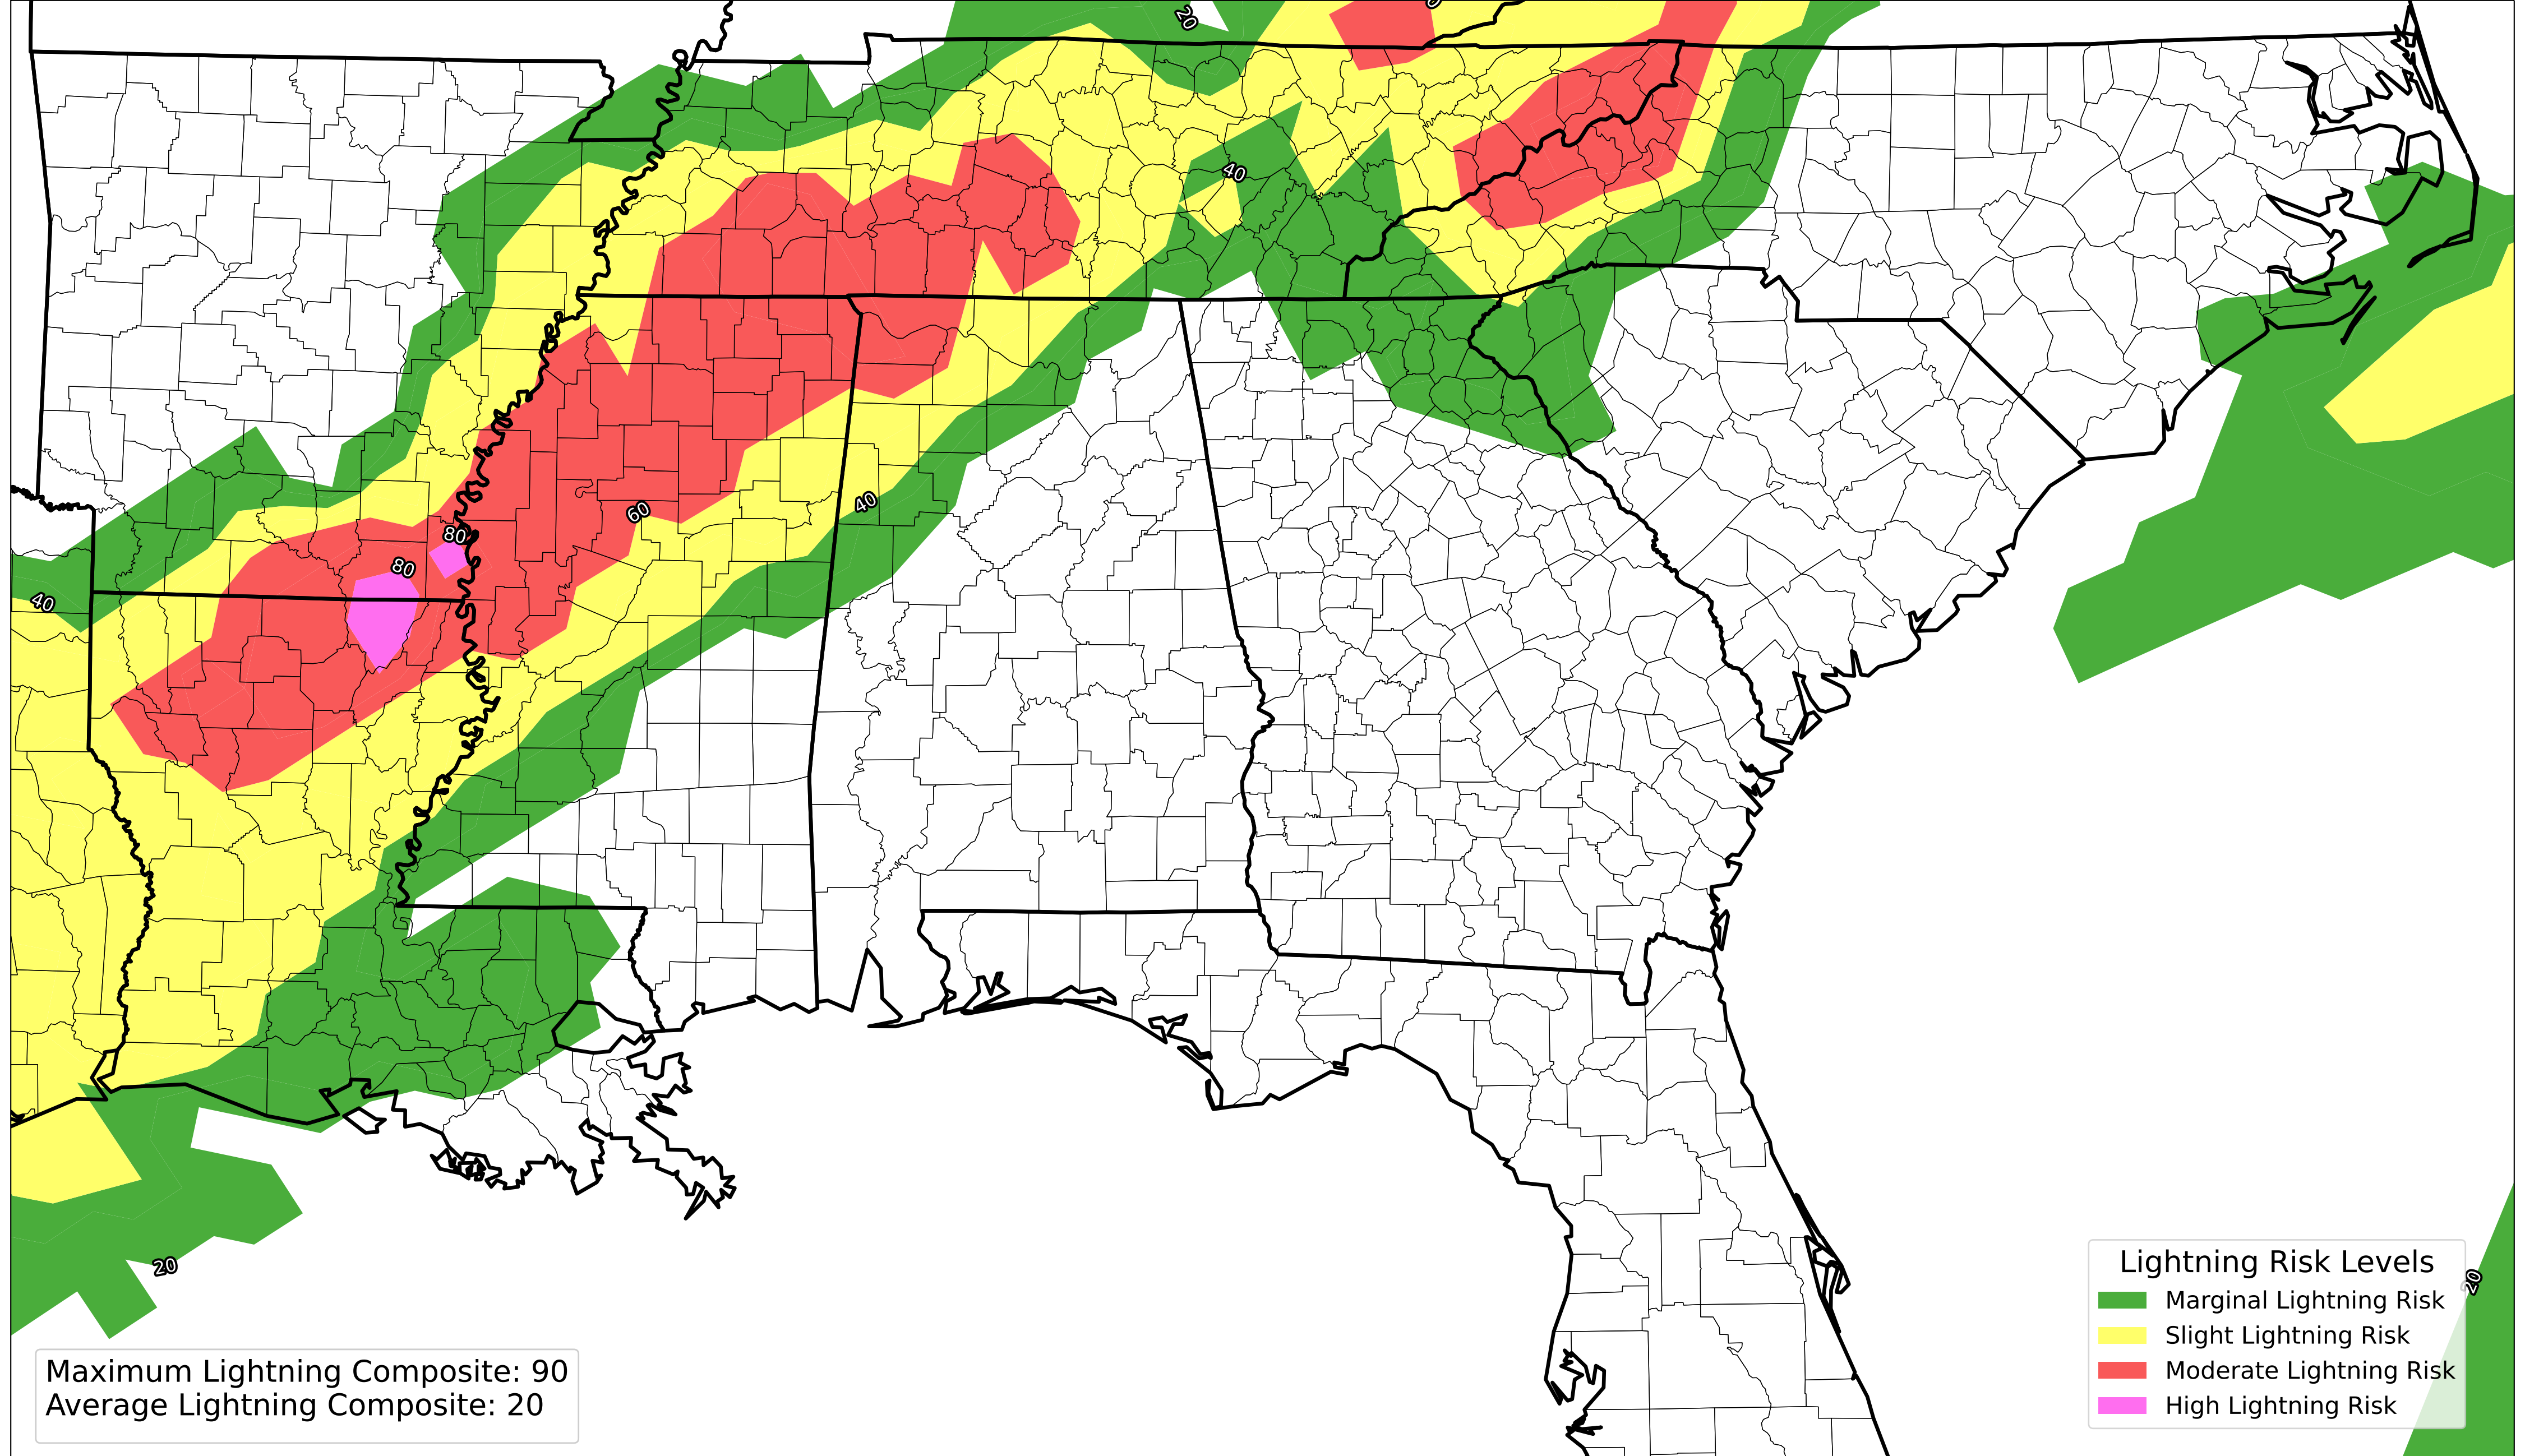 20
40
60
40
80
80
40
20
20
Lightning Risk Levels
Marginal Lightning Risk
Slight Lightning Risk
Moderate Lightning Risk
High Lightning Risk
Maximum Lightning Composite: 90
Average Lightning Composite: 20